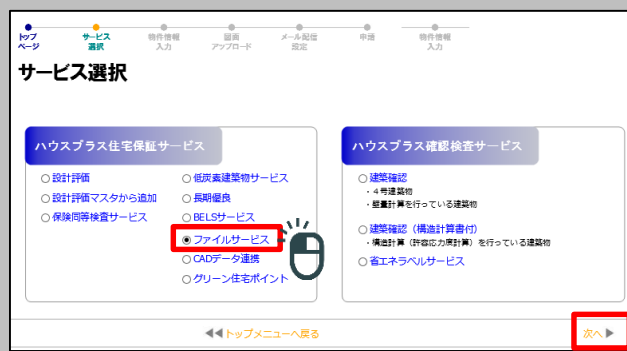 トップ
ページ
サービス
選択
物件情報
入力
図面
アップロード
メール配信
設定
申請
物件情報
入力
サービス選択
ハウスプラス住宅保証サービス
設計評価
設計評価マスタから追加
保険同等検査サービス
低炭素建築物サービス
長期優良
BELSサービス
ファイルサービス
CADデータ連携
グリーン住宅ポイント
ハウスプラス確認検査サービス
建築確認
・4号建築物
・壁量計算を行っている建築物
建築確認（構造計算書付）
・構造計算（許容応力度計算）を行っている建築物
省エネラベルサービス
◀◀トップメニューへ戻る
次へ▶